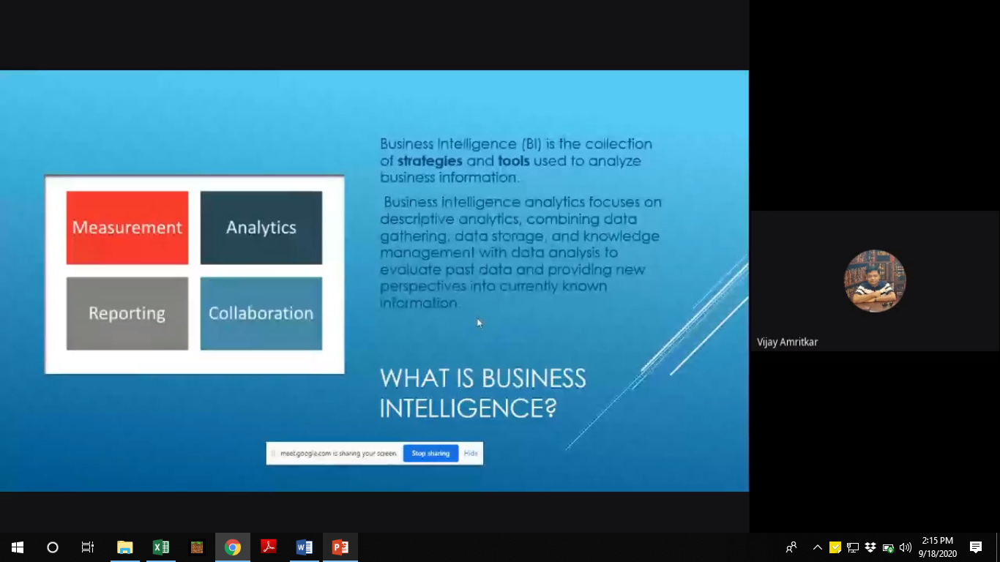 Measurement
Analytics
Reporting
Collaboration
Business Intelligence (BI) is the collection
of strategies and tools used to analyze
business information.
Business intelligence analytics focuses on
descriptive analytics, combining data
gathering, data storage, and knowledge
management with data analysis to
evaluate past data and providing new
perspectives into currently known
information.
WHAT IS BUSINESS
INTELLIGENCE?
meet.google.com is sharing your screen.
Stop sharing
Hide
Vijay Amritkar
2:15 PM
9/18/2020